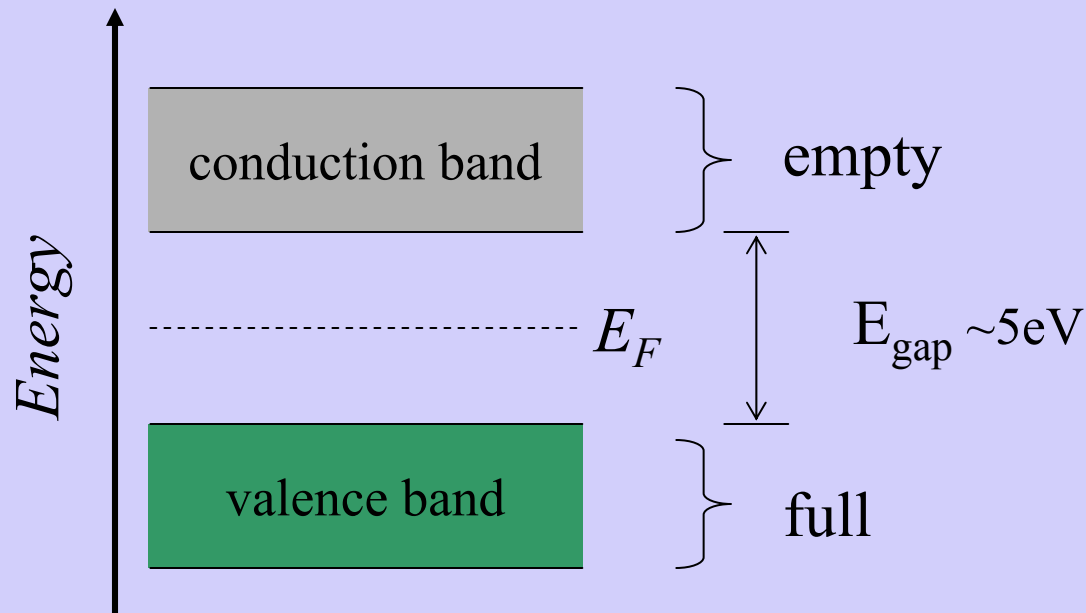 conduction band
empty
Energy
E_F
E_gap ~5eV
valence band
full